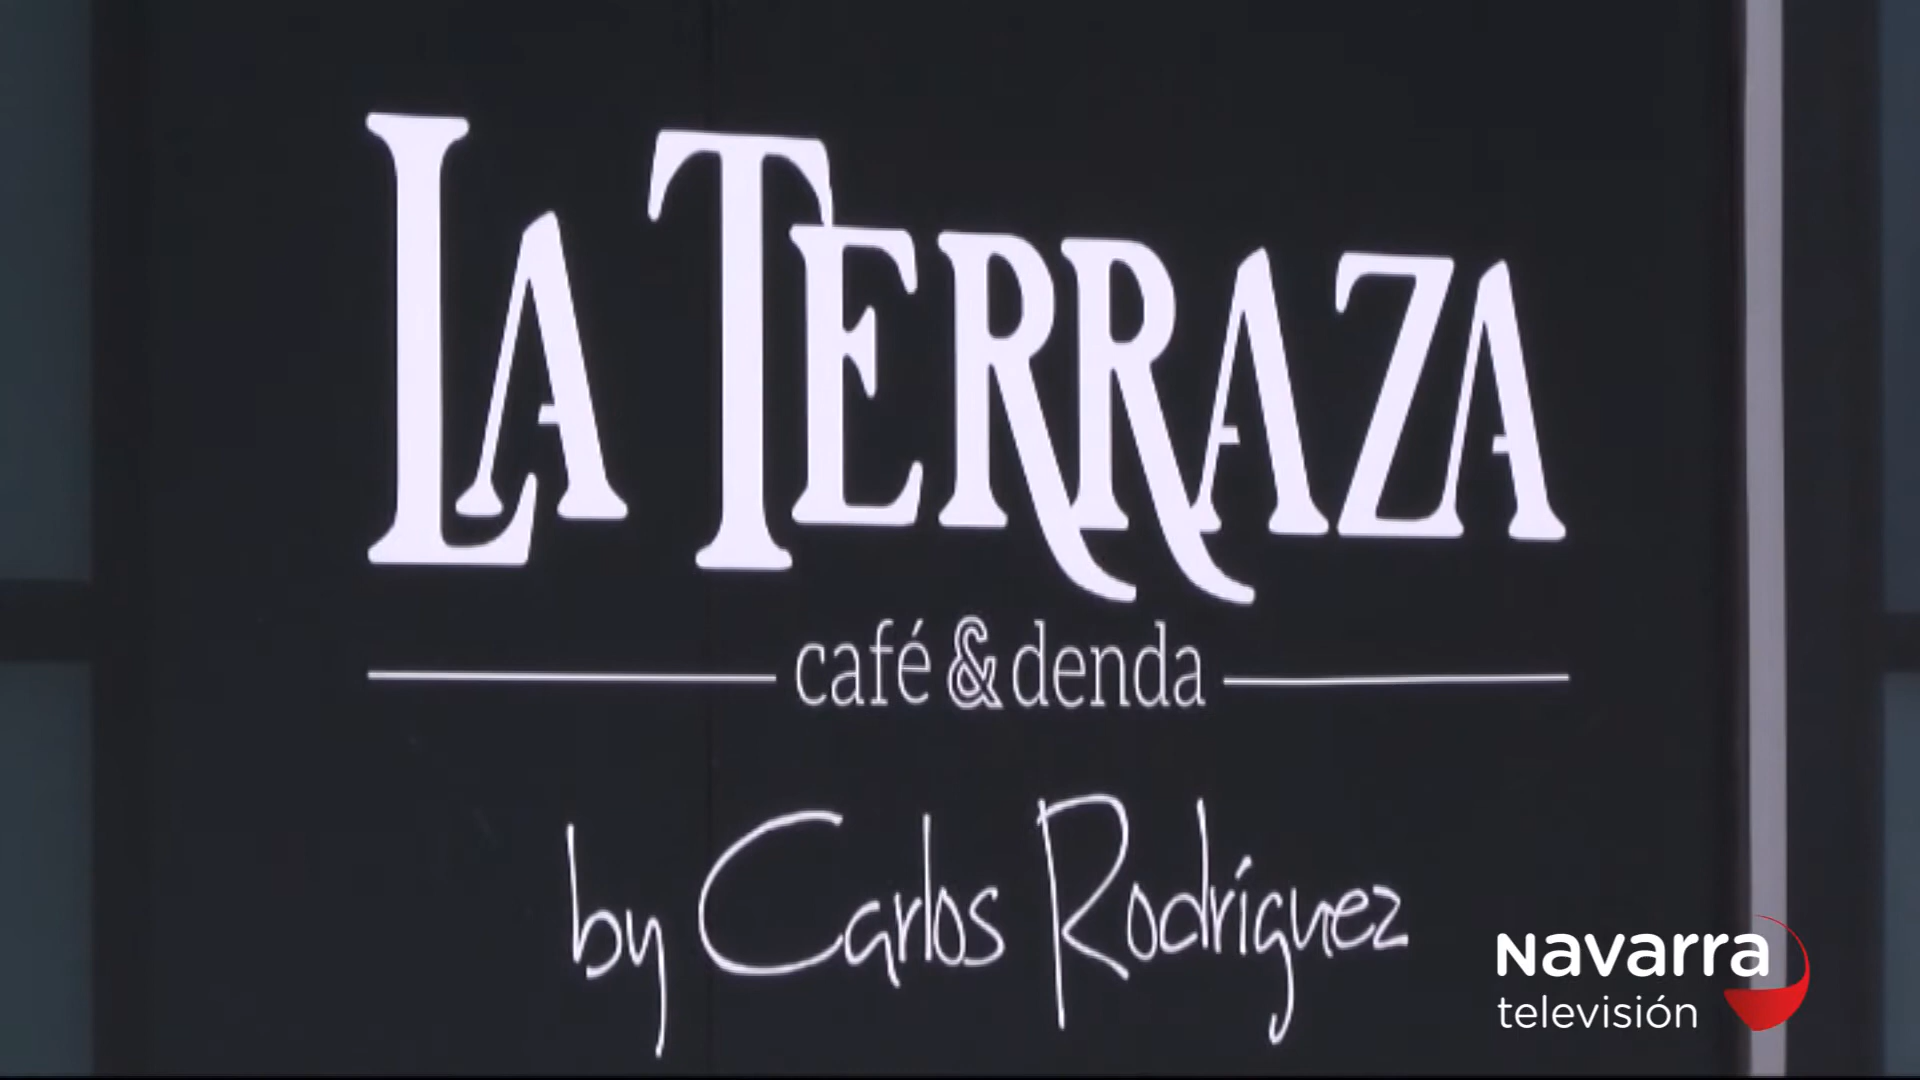 LA TERRAZA
café & denda
by Carlos Rodríguez
Navarra
televisión